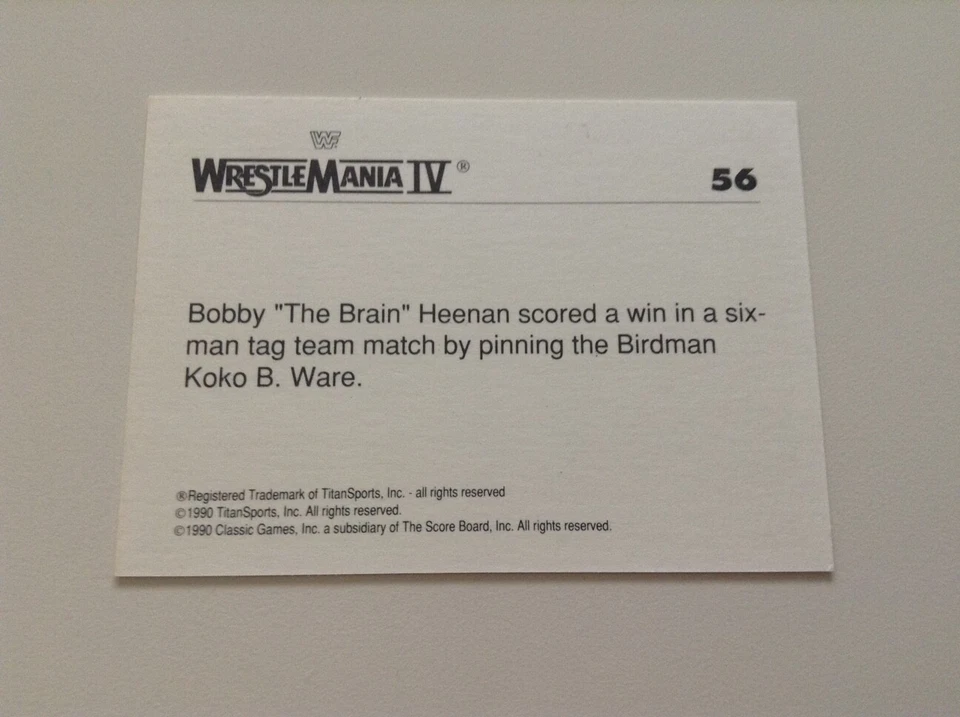 WF
WRESTLEMANIA IV ®
56
Bobby "The Brain" Heenan scored a win in a six-
man tag team match by pinning the Birdman
Koko B. Ware.
®Registered Trademark of TitanSports, Inc. - all rights reserved
©1990 TitanSports, Inc. All rights reserved.
©1990 Classic Games, Inc. a subsidiary of The Score Board, Inc. All rights reserved.